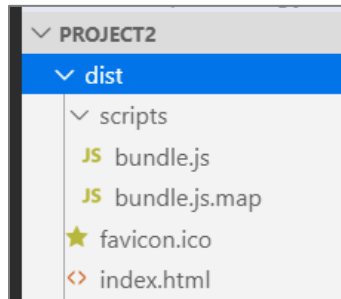 PROJECT2
dist
scripts
JS bundle.js
JS bundle.js.map
favicon.ico
<> index.html